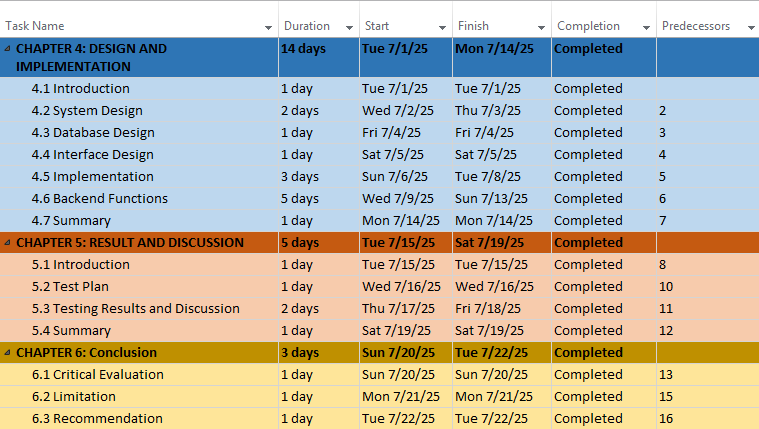 Task Name Duration Start Finish Completion Predecessors
CHAPTER 4: DESIGN AND IMPLEMENTATION 14 days Tue 7/1/25 Mon 7/14/25 Completed
4.1 Introduction 1 day Tue 7/1/25 Tue 7/1/25 Completed
4.2 System Design 2 days Wed 7/2/25 Thu 7/3/25 Completed 2
4.3 Database Design 1 day Fri 7/4/25 Fri 7/4/25 Completed 3
4.4 Interface Design 1 day Sat 7/5/25 Sat 7/5/25 Completed 4
4.5 Implementation 3 days Sun 7/6/25 Tue 7/8/25 Completed 5
4.6 Backend Functions 5 days Wed 7/9/25 Sun 7/13/25 Completed 6
4.7 Summary 1 day Mon 7/14/25 Mon 7/14/25 Completed 7
CHAPTER 5: RESULT AND DISCUSSION 5 days Tue 7/15/25 Sat 7/19/25 Completed
5.1 Introduction 1 day Tue 7/15/25 Tue 7/15/25 Completed 8
5.2 Test Plan 1 day Wed 7/16/25 Wed 7/16/25 Completed 10
5.3 Testing Results and Discussion 2 days Thu 7/17/25 Fri 7/18/25 Completed 11
5.4 Summary 1 day Sat 7/19/25 Sat 7/19/25 Completed 12
CHAPTER 6: Conclusion 3 days Sun 7/20/25 Tue 7/22/25 Completed
6.1 Critical Evaluation 1 day Sun 7/20/25 Sun 7/20/25 Completed 13
6.2 Limitation 1 day Mon 7/21/25 Mon 7/21/25 Completed 15
6.3 Recommendation 1 day Tue 7/22/25 Tue 7/22/25 Completed 16